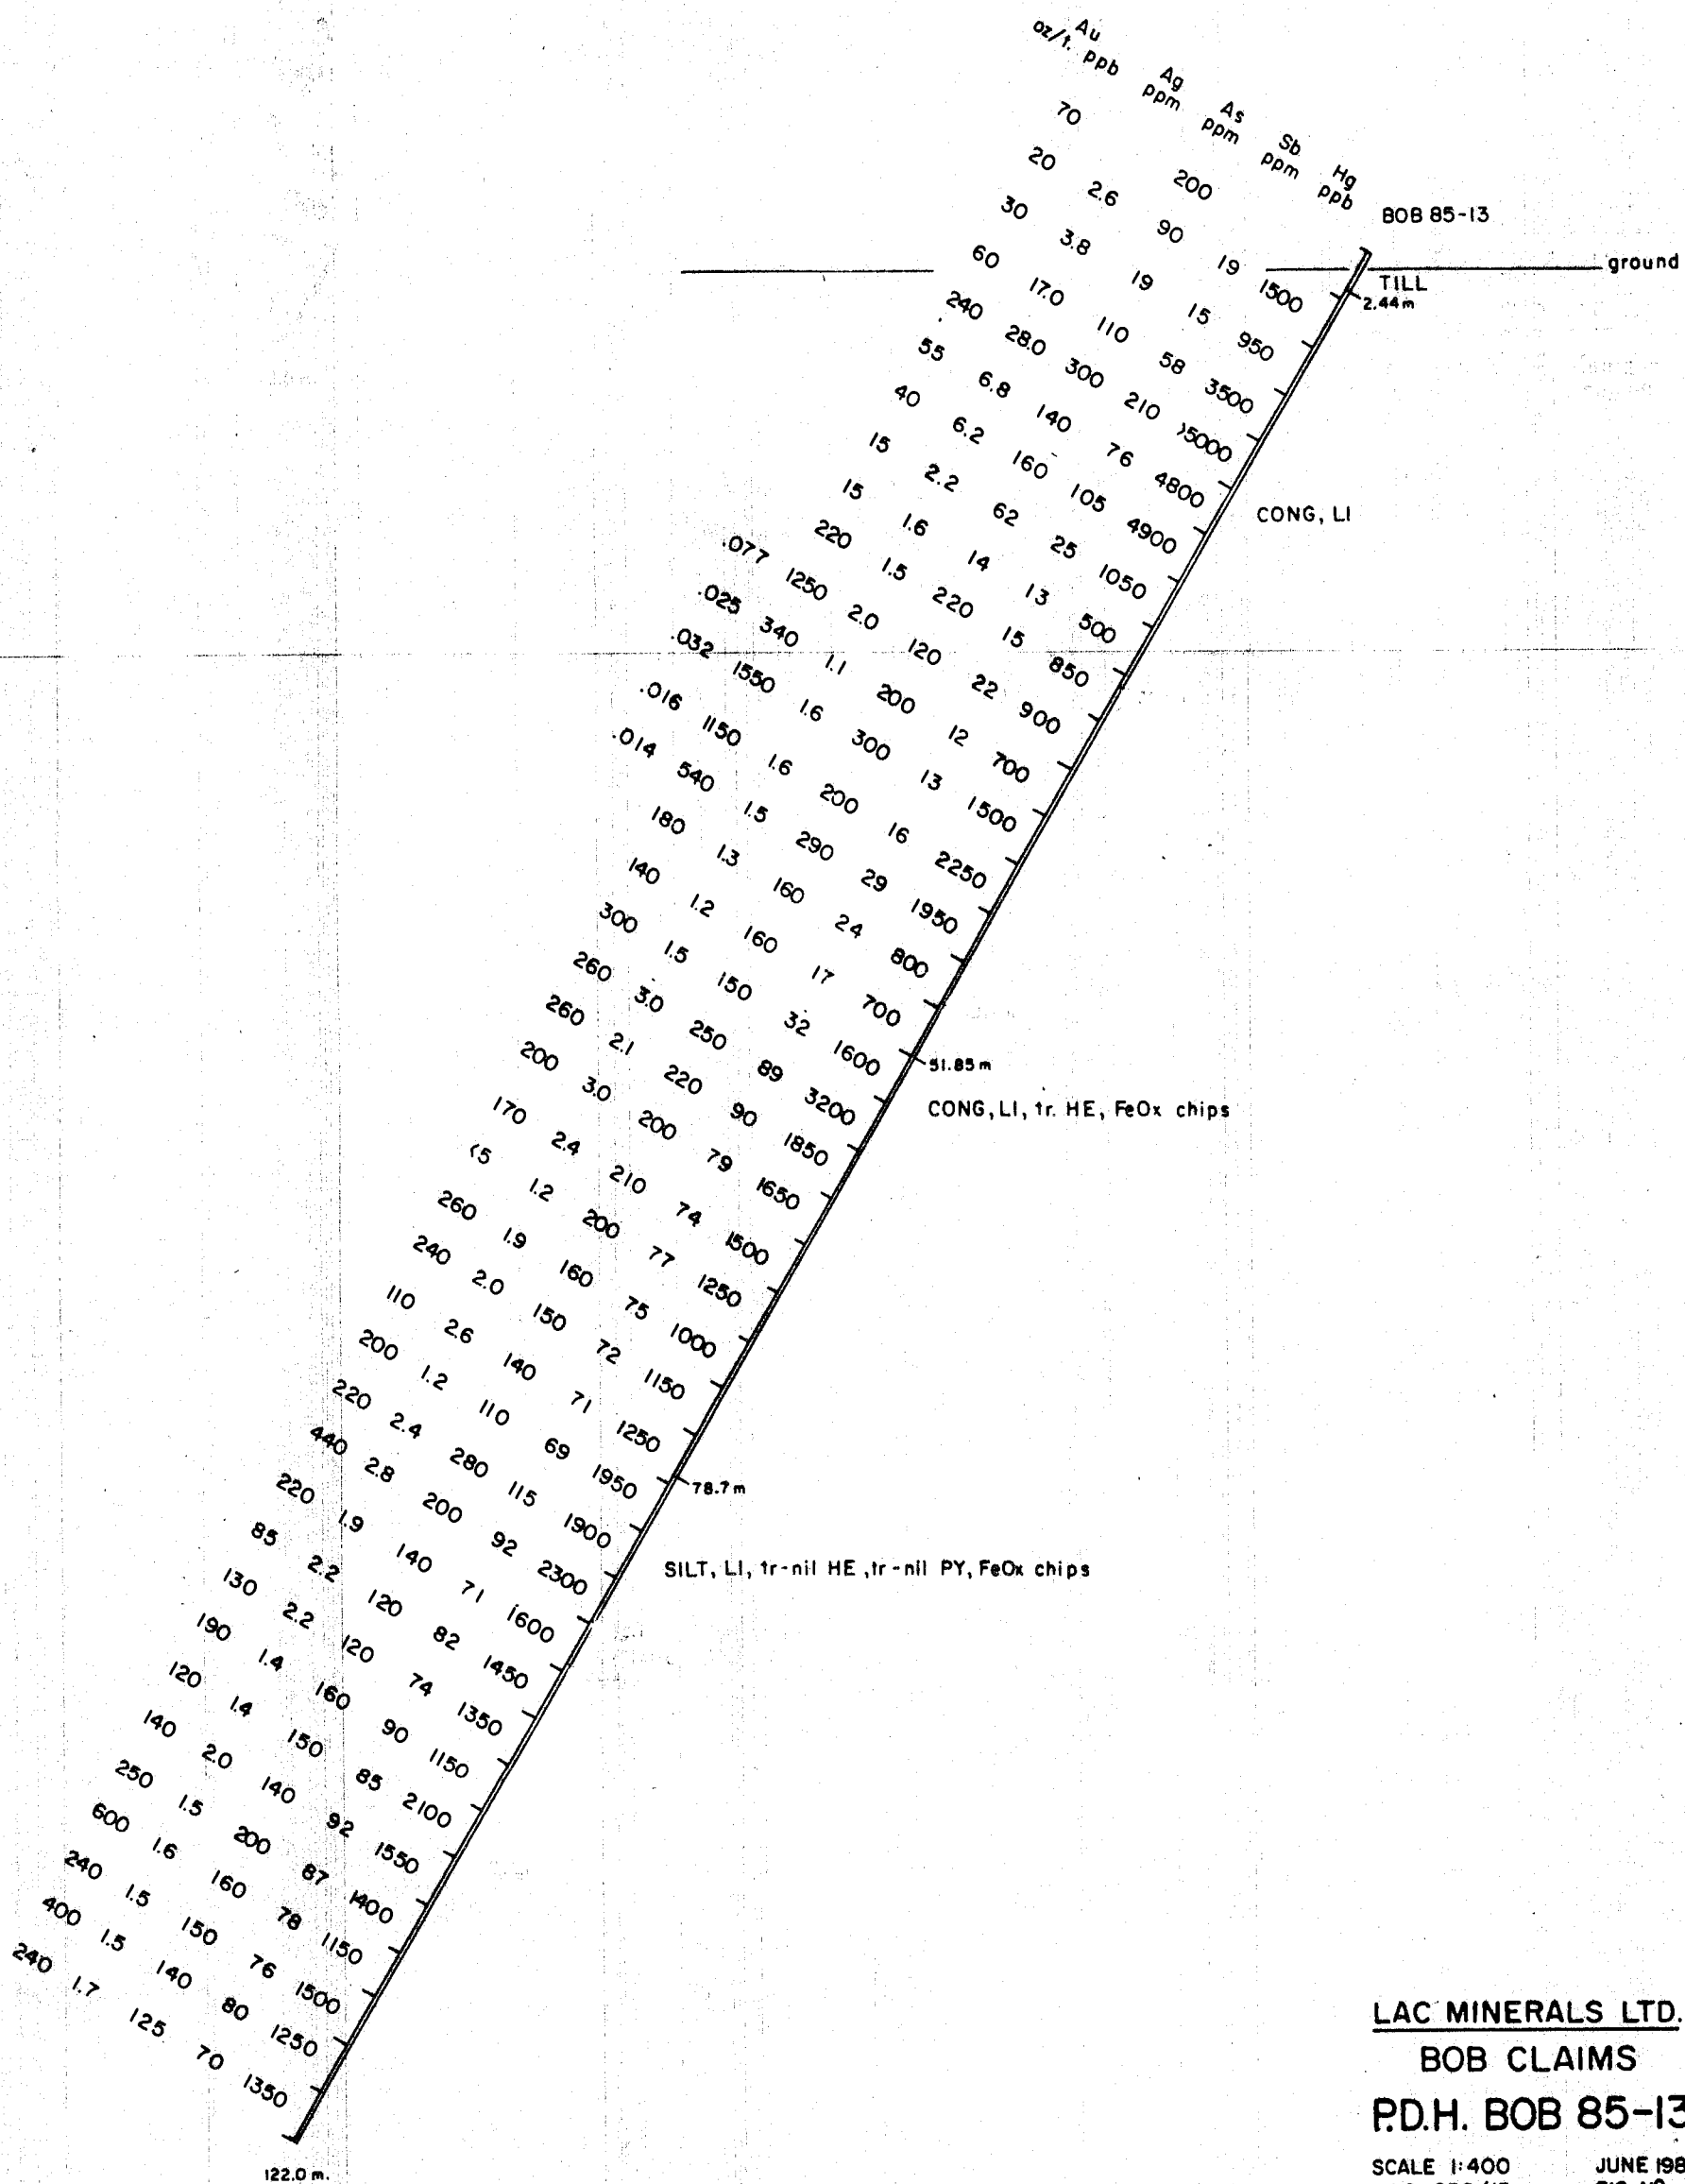 Au Ag As Sb Hg
oz/t. ppb ppm ppm ppm ppb
70 200
20 2.6 90 19 1500
30 3.8 19 15 950
60 17.0 110 58 3500
240 28.0 300 210 >5000
55 6.8 140 76 4800
40 6.2 160 105 4900
15 2.2 62 25 1050
15 1.6 14 13 500
220 1.5 220 15 850
.077 1250 2.0 120 22 900
.025 340 1.1 200 12 700
.032 1550 1.6 300 13 1500
.016 1150 1.6 200 16 2250
.014 540 1.5 290 29 1950
180 1.3 160 24 800
140 1.2 160 17 700
300 1.5 150 32 1600
260 3.0 250 89 3200
260 2.1 220 90 1850
200 3.0 200 79 1650
170 2.4 210 74 1500
<5 1.2 200 77 1250
260 1.9 160 75 1000
240 2.0 150 72 1150
110 2.6 140 71 1250
200 1.2 110 69 1950
220 2.4 280 115 1900
440 2.8 200 92 2300
220 1.9 140 71 1600
85 2.2 120 82 1450
130 2.2 120 74 1350
190 1.4 160 90 1150
120 1.4 150 85 2100
140 2.0 140 92 1550
250 1.5 200 87 1400
600 1.6 160 78 1150
240 1.5 150 76 1500
400 1.5 140 80 1250
240 1.7 125 70 1350
BOB 85-13
ground
TILL
2.44m
CONG, LI
51.85 m
CONG, LI, tr. HE, FeOx chips
78.7 m
SILT, LI, tr-nil HE, tr-nil PY, FeOx chips
122.0 m.
LAC MINERALS LTD.
BOB CLAIMS
P.D.H. BOB 85-13
SCALE 1:400 JUNE 198